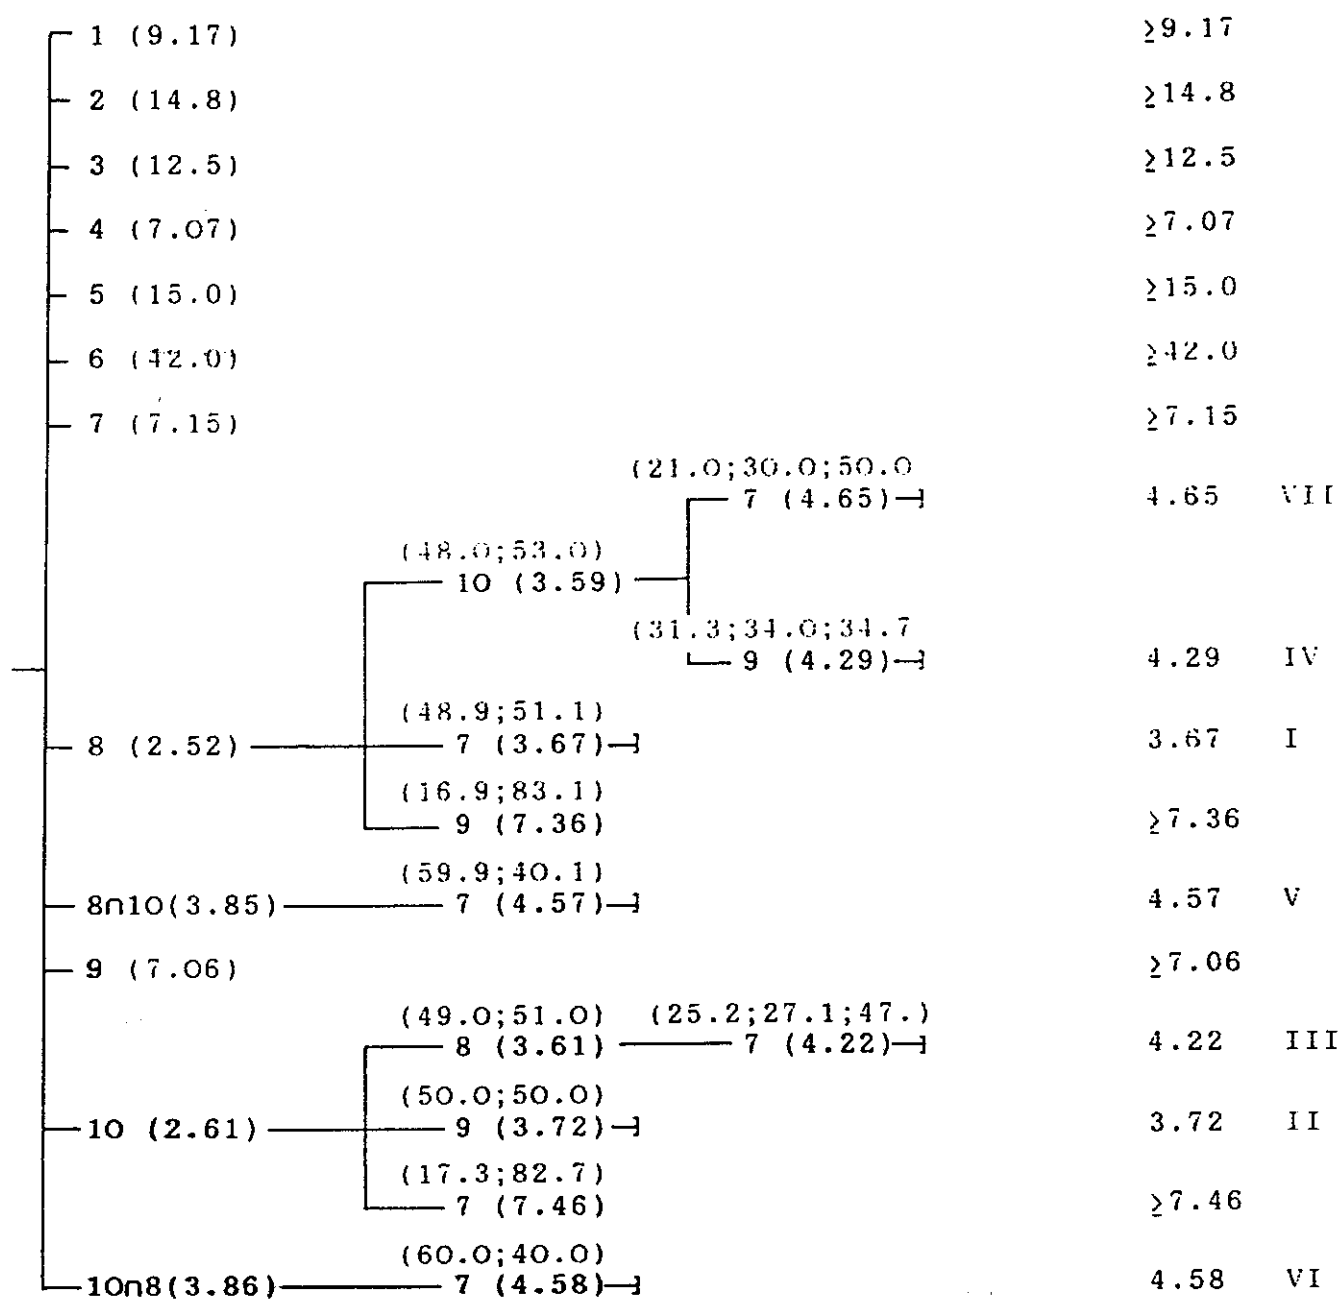 1 (9.17) ≥9.17
2 (14.8) ≥14.8
3 (12.5) ≥12.5
4 (7.07) ≥7.07
5 (15.0) ≥15.0
6 (42.0) ≥42.0
7 (7.15) ≥7.15
(21.0;30.0;50.0
7 (4.65) 4.65 VII
(48.0;53.0)
10 (3.59)
(31.3;34.0;34.7
9 (4.29) 4.29 IV
(48.9;51.1)
8 (2.52) 7 (3.67) 3.67 I
(16.9;83.1)
9 (7.36) ≥7.36
(59.9;40.1)
8∩10(3.85) 7 (4.57) 4.57 V
9 (7.06) ≥7.06
(49.0;51.0) (25.2;27.1;47.)
8 (3.61) 7 (4.22) 4.22 III
(50.0;50.0)
10 (2.61) 9 (3.72) 3.72 II
(17.3;82.7)
7 (7.46) ≥7.46
(60.0;40.0)
10∩8(3.86) 7 (4.58) 4.58 VI